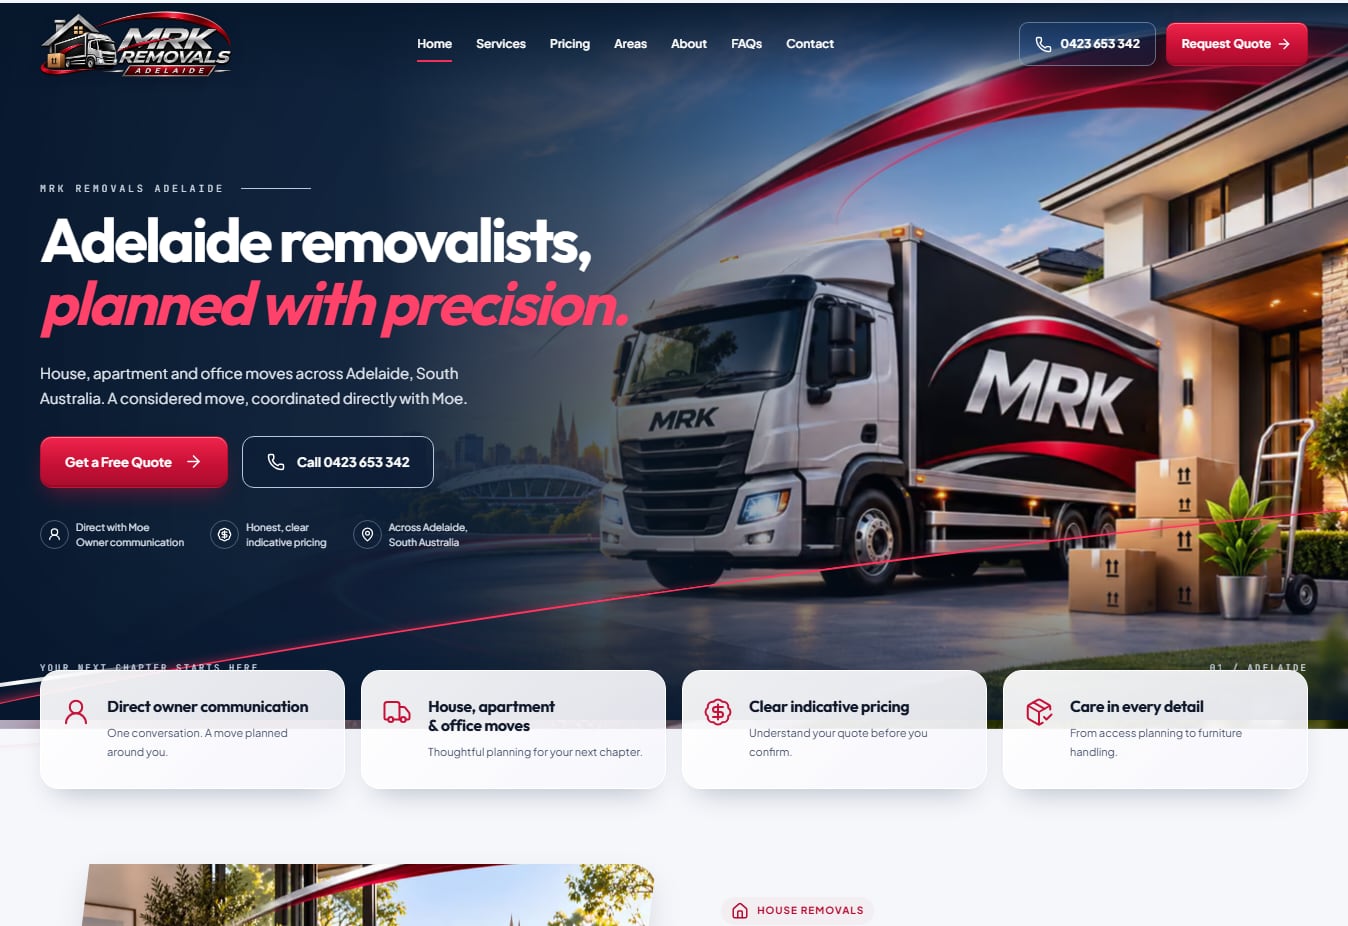 MRK
REMOVALS
ADELAIDE
Home
Services
Pricing
Areas
About
FAQs
Contact
0423 653 342
Request Quote
MRK REMOVALS ADELAIDE
Adelaide removalists,
planned with precision.
House, apartment and office moves across Adelaide, South
Australia. A considered move, coordinated directly with Moe.
Get a Free Quote
Call 0423 653 342
Direct with Moe
Owner communication
Honest, clear
indicative pricing
Across Adelaide,
South Australia
MRK
MRK
YOUR NEXT CHAPTER STARTS HERE
01 / ADELAIDE
Direct owner communication
One conversation. A move planned
around you.
House, apartment
& office moves
Thoughtful planning for your next chapter.
Clear indicative pricing
Understand your quote before you
confirm.
Care in every detail
From access planning to furniture
handling.
HOUSE REMOVALS